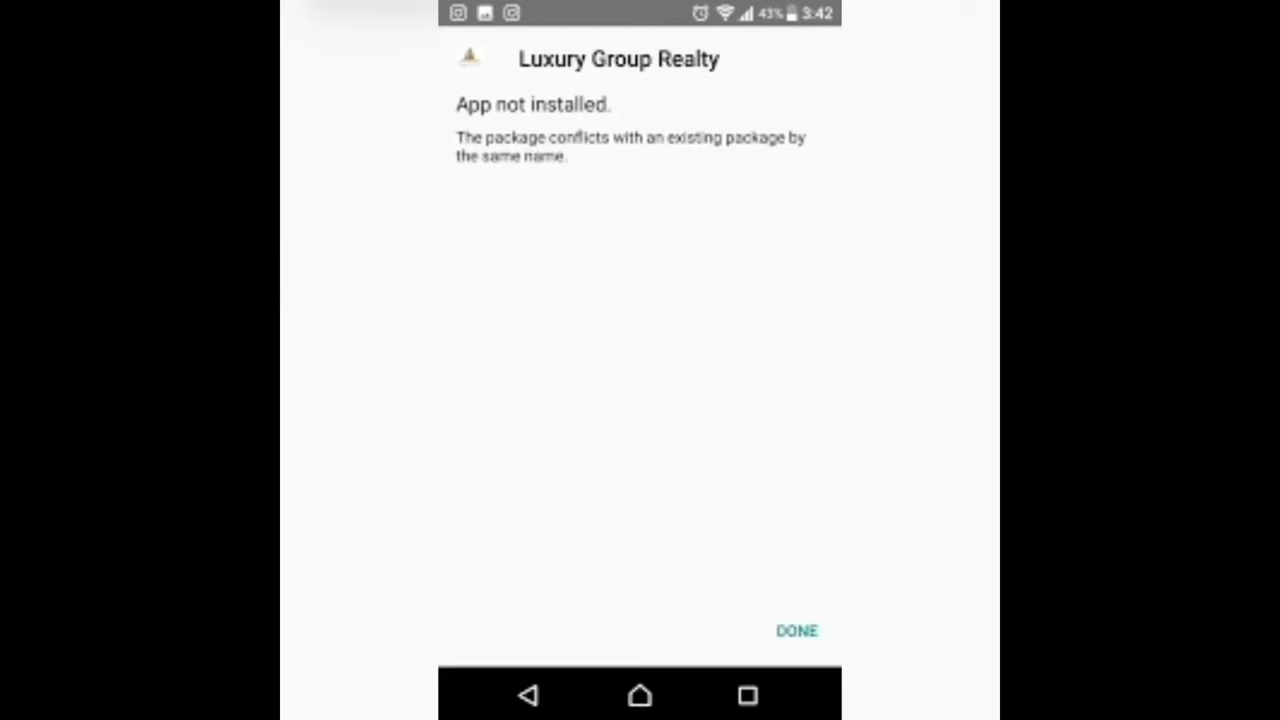 43% 3:42
Luxury Group Realty
App not installed.
The package conflicts with an existing package by
the same name.
DONE